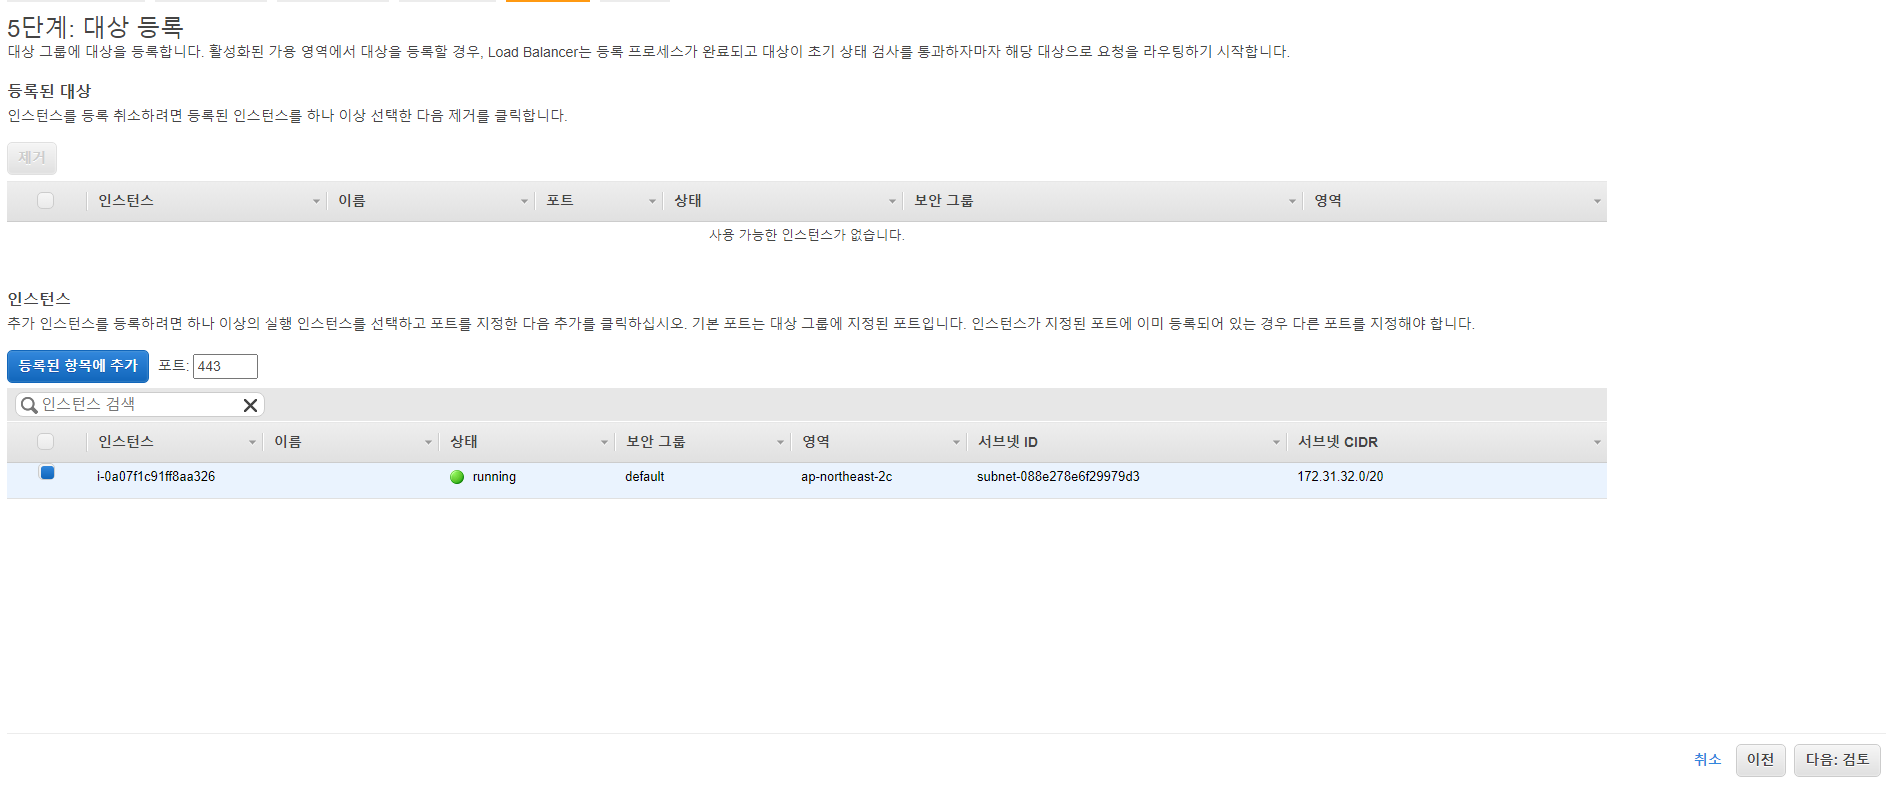 5단계: 대상 등록
대상 그룹에 대상을 등록합니다. 활성화된 가용 영역에서 대상을 등록할 경우, Load Balancer는 등록 프로세스가 완료되고 대상이 초기 상태 검사를 통과하자마자 해당 대상으로 요청을 라우팅하기 시작합니다.
등록된 대상
인스턴스를 등록 취소하려면 등록된 인스턴스를 하나 이상 선택한 다음 제거를 클릭합니다.
제거
인스턴스 이름 포트 상태 보안 그룹 영역
사용 가능한 인스턴스가 없습니다.
인스턴스
추가 인스턴스를 등록하려면 하나 이상의 실행 인스턴스를 선택하고 포트를 지정한 다음 추가를 클릭하십시오. 기본 포트는 대상 그룹에 지정된 포트입니다. 인스턴스가 지정된 포트에 이미 등록되어 있는 경우 다른 포트를 지정해야 합니다.
등록된 항목에 추가 포트: 443
인스턴스 검색
인스턴스 이름 상태 보안 그룹 영역 서브넷 ID 서브넷 CIDR
i-0a07f1c91ff8aa326 running default ap-northeast-2c subnet-088e278e6f29979d3 172.31.32.0/20
취소 이전 다음: 검토